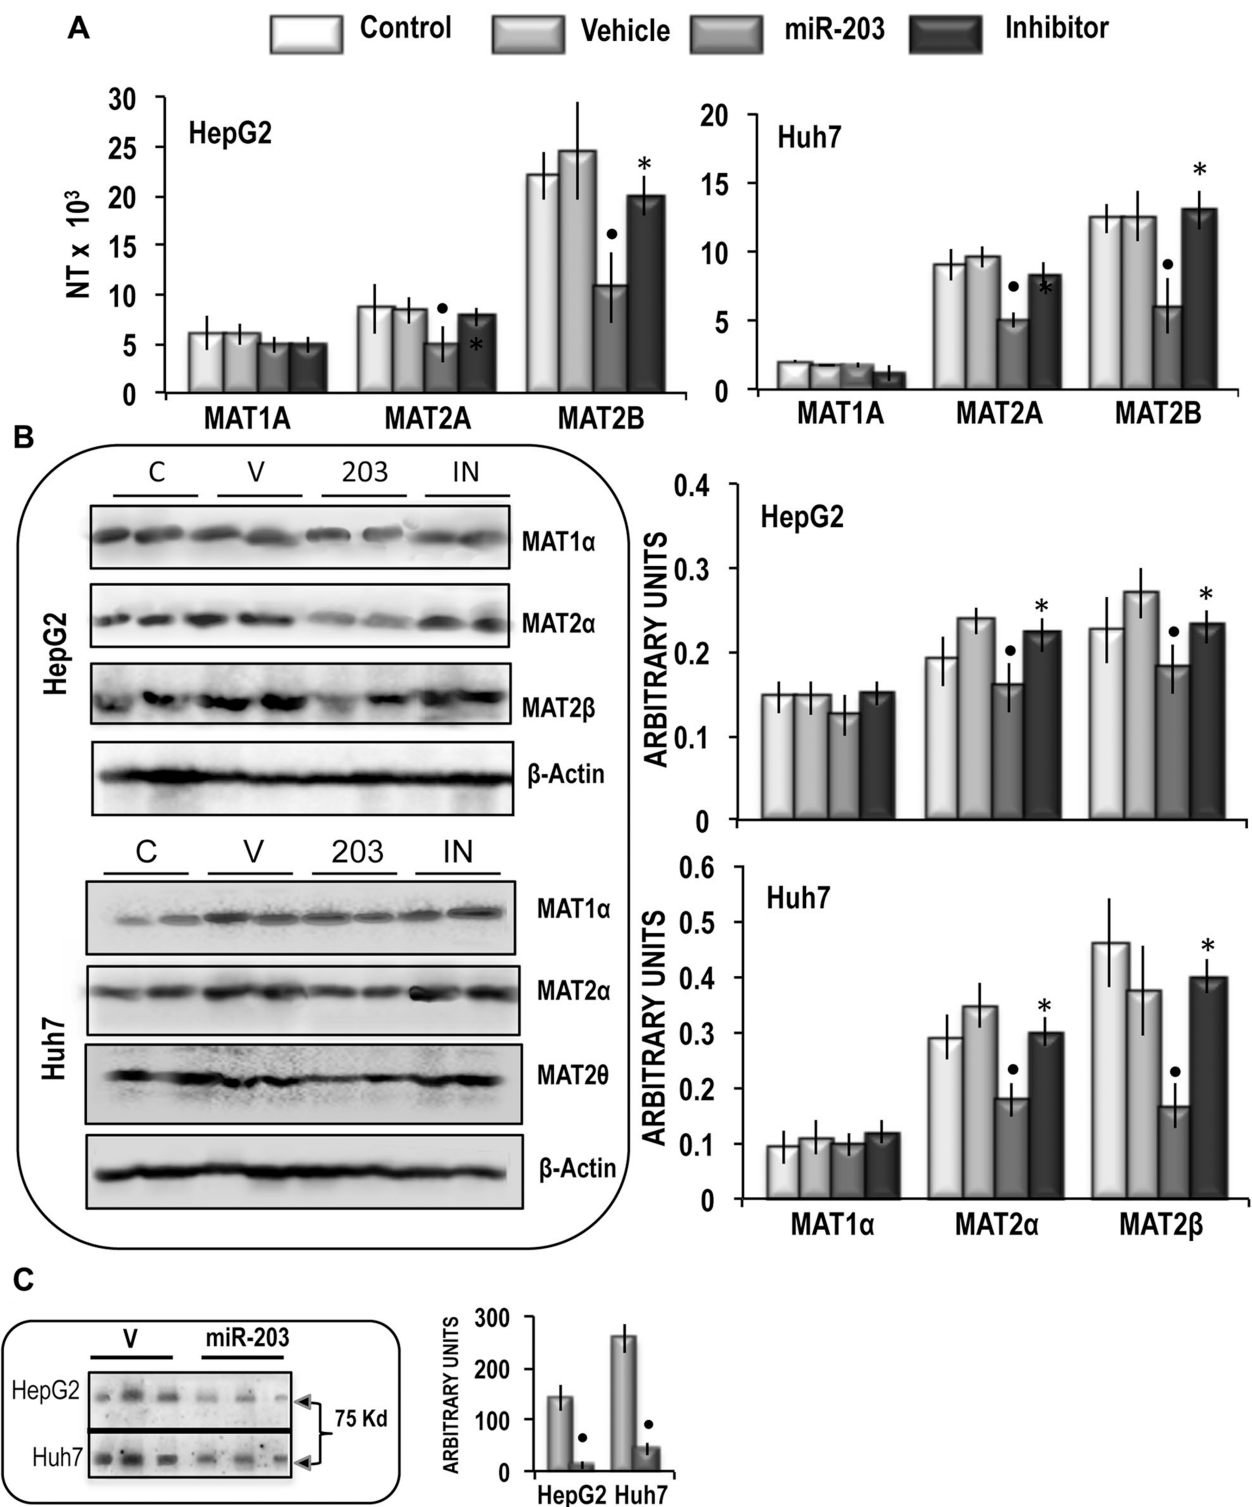 A
Control Vehicle miR-203 Inhibitor
HepG2
NT x 10³
30
25
20
15
10
5
0
MAT1A MAT2A MAT2B
• * • *
Huh7
20
15
10
5
0
MAT1A MAT2A MAT2B
• * • *
B
HepG2
C V 203 IN
MAT1α
MAT2α
MAT2β
β-Actin
Huh7
C V 203 IN
MAT1α
MAT2α
MAT2θ
β-Actin
ARBITRARY UNITS
HepG2
0.4
0.3
0.2
0.1
0
• * • *
ARBITRARY UNITS
Huh7
0.6
0.5
0.4
0.3
0.2
0.1
0
• * • *
MAT1α MAT2α MAT2β
C
V miR-203
HepG2
Huh7
75 Kd
ARBITRARY UNITS
300
200
100
0
• •
HepG2 Huh7